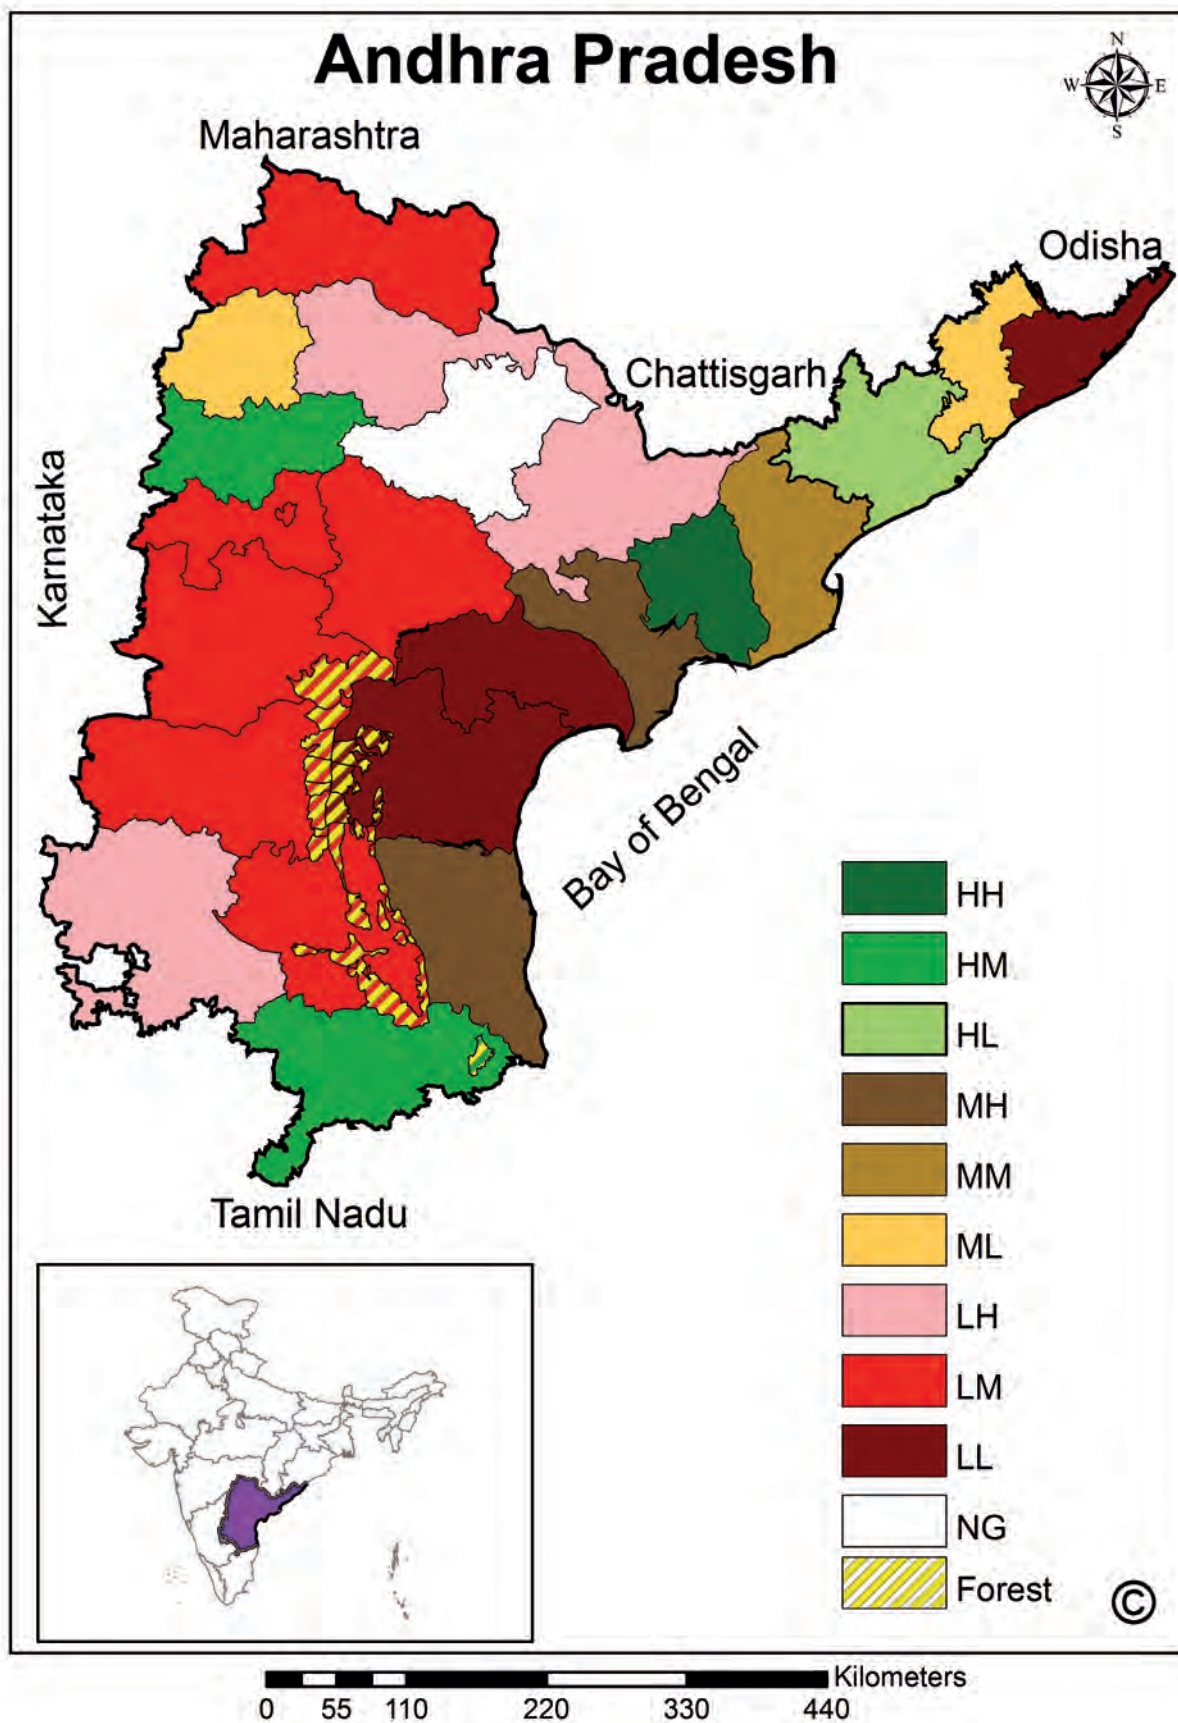 Andhra Pradesh
N
W
E
S
Maharashtra
Odisha
Chattisgarh
Karnataka
Bay of Bengal
Tamil Nadu
HH
HM
HL
MH
MM
ML
LH
LM
LL
NG
Forest
©
Kilometers
0 55 110 220 330 440